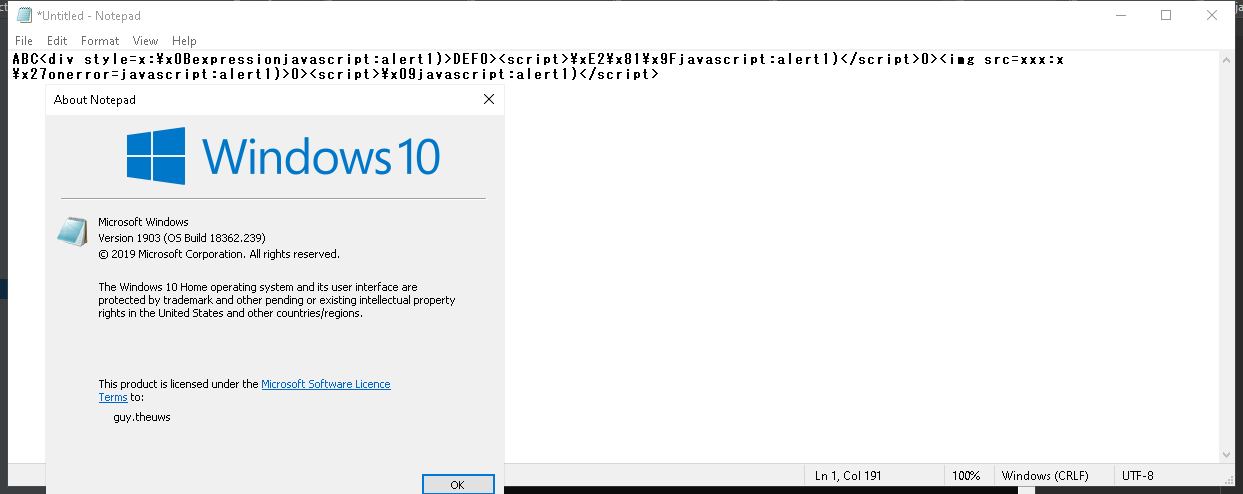 *Untitled - Notepad
File Edit Format View Help
ABC<div style=x:¥x0Bexpressionjavascript:alert1)>DEF0><script>¥xE2¥x81¥x9Fjavascript:alert1)</script>0><img src=xxx:x
¥x27onerror=javascript:alert1)>0><script>¥x09javascript:alert1)</script>
About Notepad
Windows 10
Microsoft Windows
Version 1903 (OS Build 18362.239)
© 2019 Microsoft Corporation. All rights reserved.
The Windows 10 Home operating system and its user interface are
protected by trademark and other pending or existing intellectual property
rights in the United States and other countries/regions.
This product is licensed under the Microsoft Software Licence
Terms to:
guy.theuws
OK
Ln 1, Col 191 100% Windows (CRLF) UTF-8